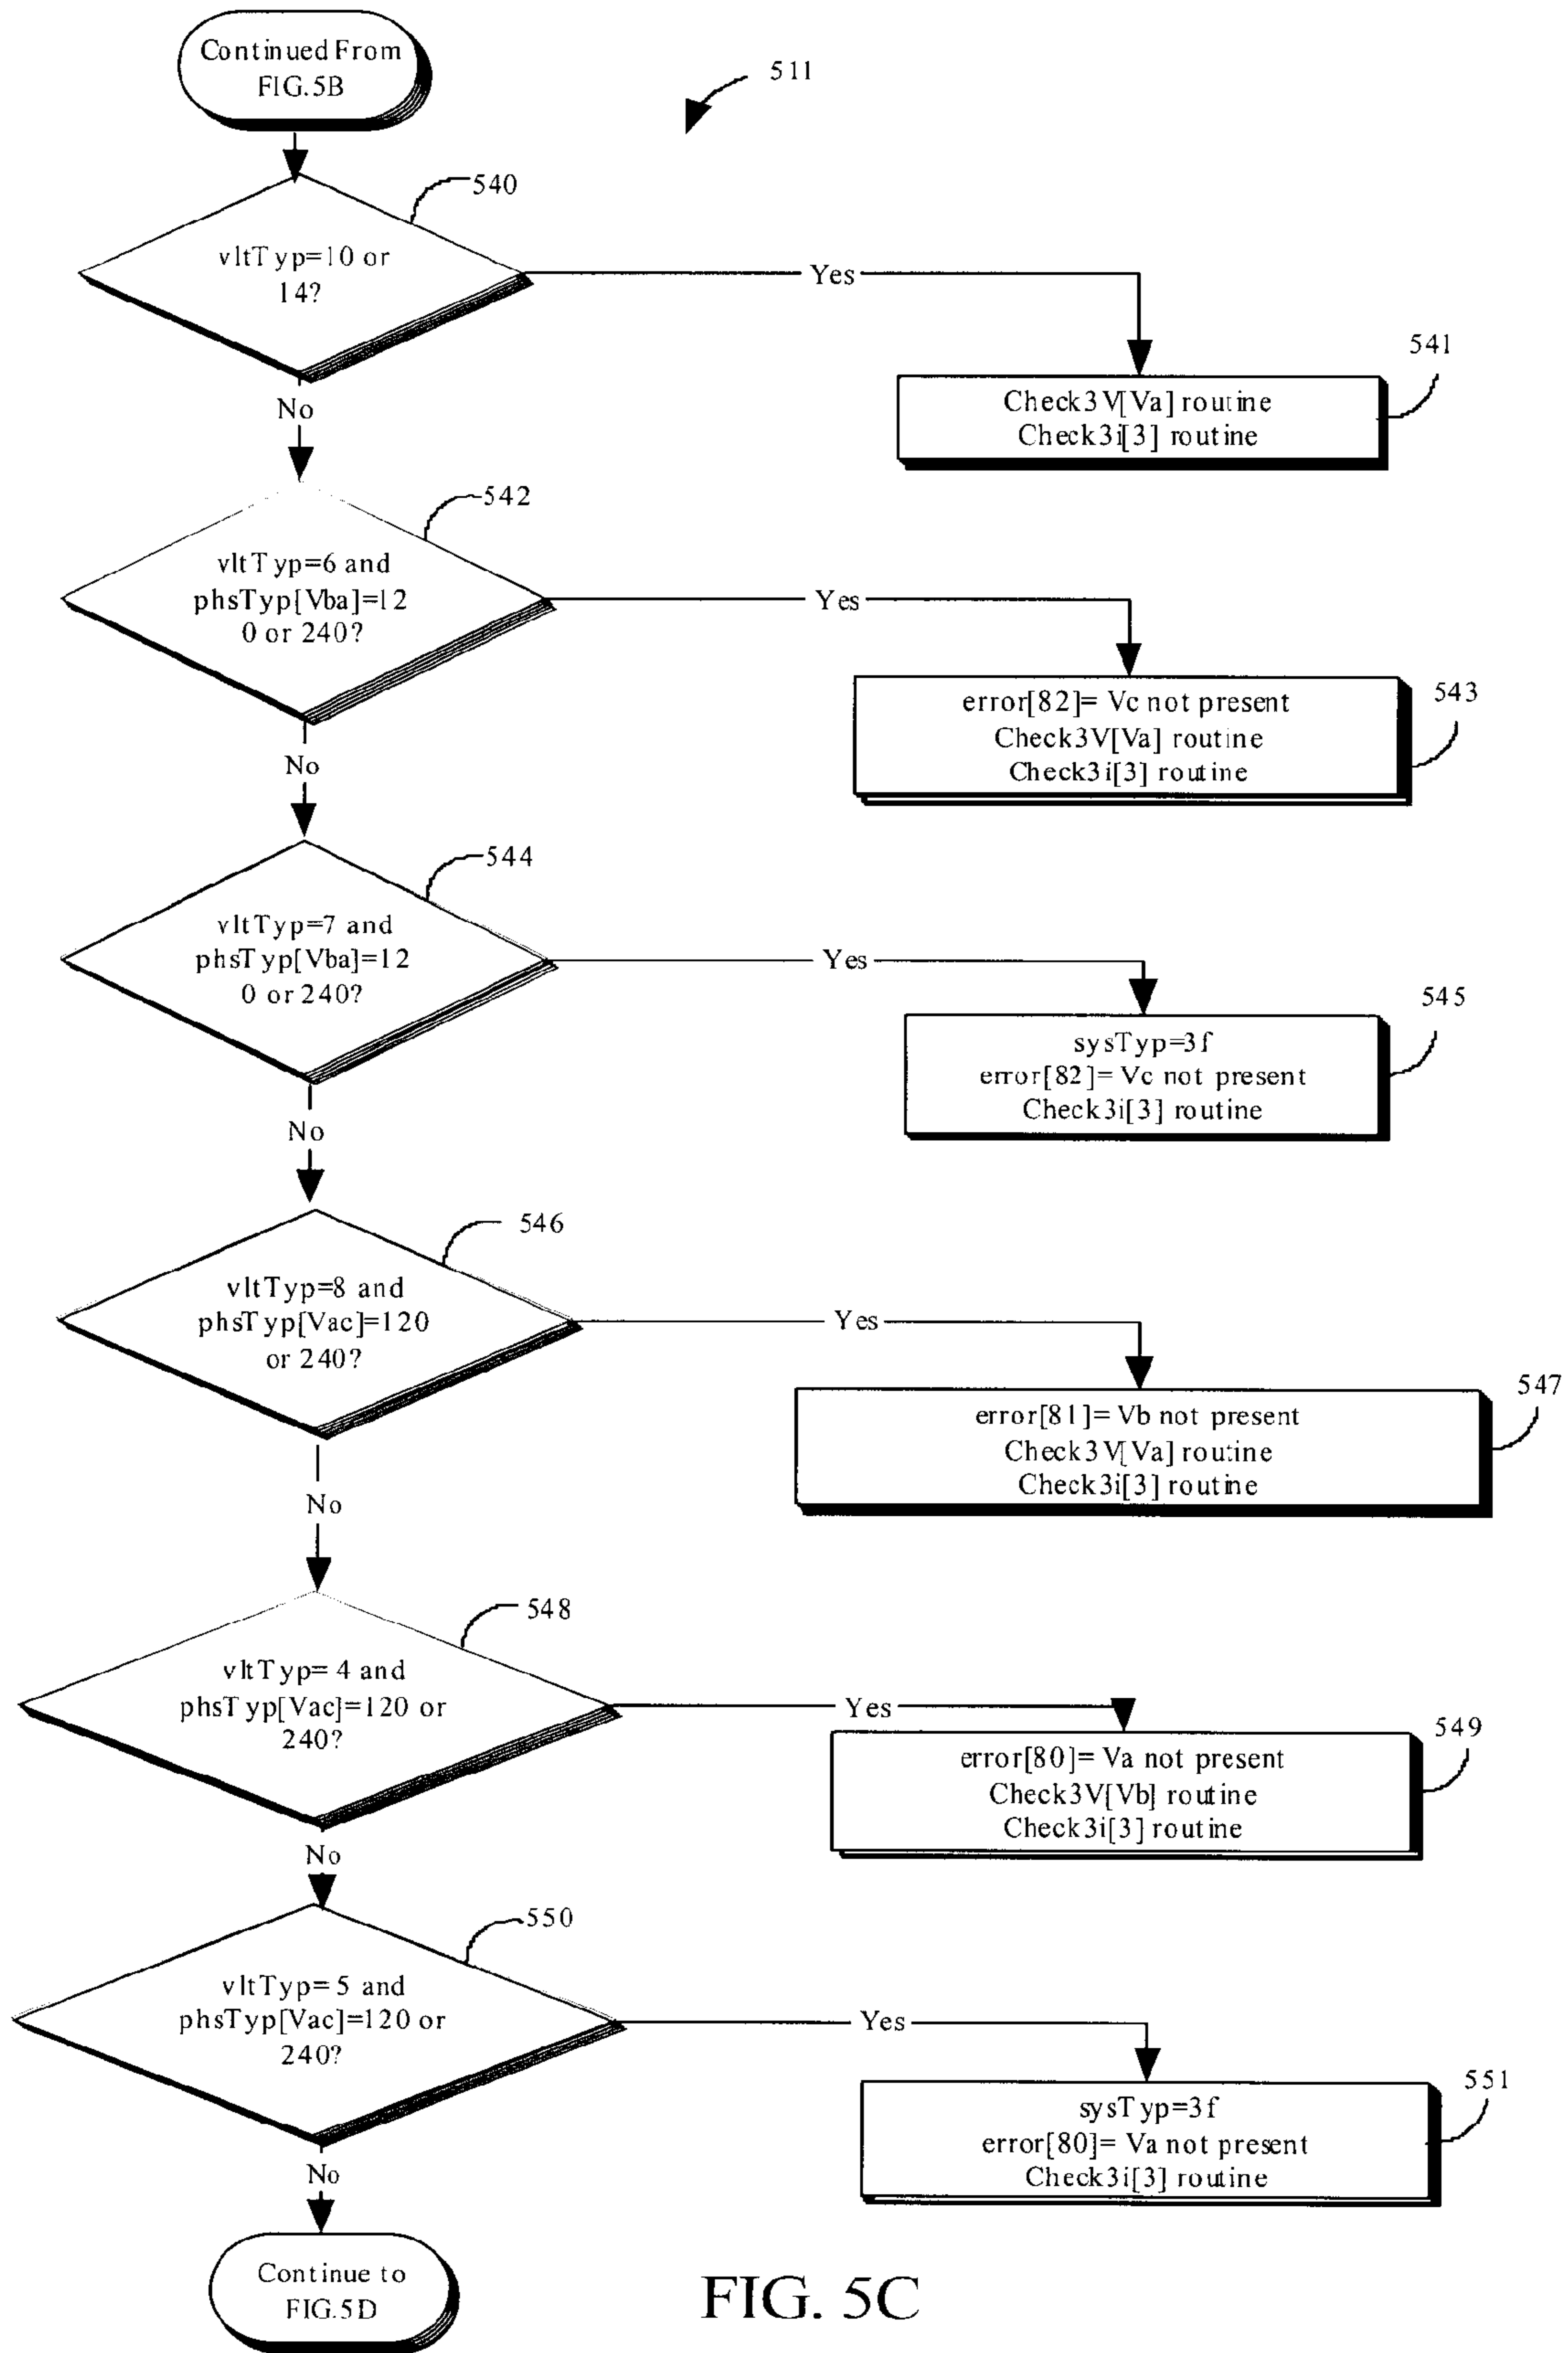 Continued From
FIG.5B
511
540
vltTyp=10 or
14?
Yes
541
Check3V[Va] routine
Check3i[3] routine
No
542
vltTyp=6 and
phsTyp[Vba]=12
0 or 240?
Yes
543
error[82]= Vc not present
Check3V[Va] routine
Check3i[3] routine
No
544
vltTyp=7 and
phsTyp[Vba]=12
0 or 240?
Yes
545
sysTyp=3f
error[82]= Vc not present
Check3i[3] routine
No
546
vltTyp=8 and
phsTyp[Vac]=120
or 240?
Yes
547
error[81]= Vb not present
Check3V[Va] routine
Check3i[3] routine
No
548
vltTyp= 4 and
phsTyp[Vac]=120 or
240?
Yes
549
error[80]= Va not present
Check3V[Vb] routine
Check3i[3] routine
No
550
vltTyp= 5 and
phsTyp[Vac]=120 or
240?
Yes
551
sysTyp=3f
error[80]= Va not present
Check3i[3] routine
No
Continue to
FIG.5D
FIG. 5C